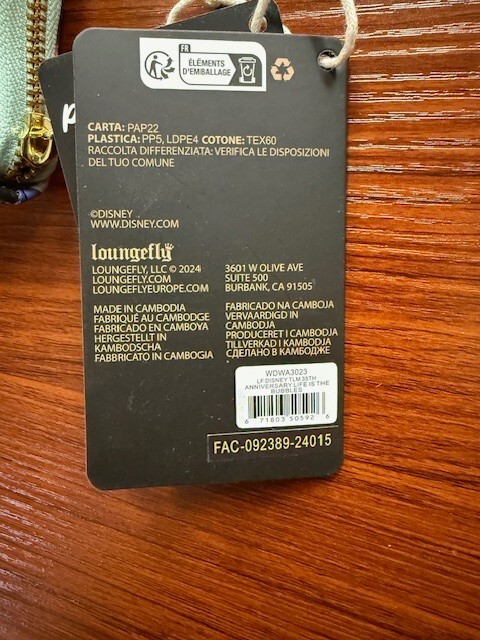 FR
ÉLÉMENTS
D'EMBALLAGE
CARTA: PAP22
PLASTICA: PP5, LDPE4 COTONE: TEX60
RACCOLTA DIFFERENZIATA: VERIFICA LE DISPOSIZIONI
DEL TUO COMUNE
©DISNEY
WWW.DISNEY.COM
loungefly
LOUNGEFLY, LLC © 2024
LOUNGEFLY.COM
LOUNGEFLYEUROPE.COM
3601 W OLIVE AVE
SUITE 500
BURBANK, CA 91505
MADE IN CAMBODIA
FABRIQUÉ AU CAMBODGE
FABRICADO EN CAMBOYA
HERGESTELLT IN
KAMBODSCHA
FABBRICATO IN CAMBOGIA
FABRICADO NA CAMBOJA
VERVAARDIGD IN
CAMBODJA
PRODUCERET I CAMBODJA
TILLVERKAD I KAMBODJA
СДЕЛАНО В КАМБОДЖЕ
WDWA3023
LF DISNEY TLM 35TH
ANNIVERSARY LIFE IS THE
BUBBLES
6 71803 50592 6
FAC-092389-24015